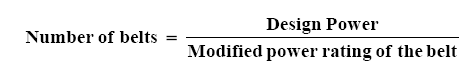 Number of belts = Design Power / Modified power rating of the belt